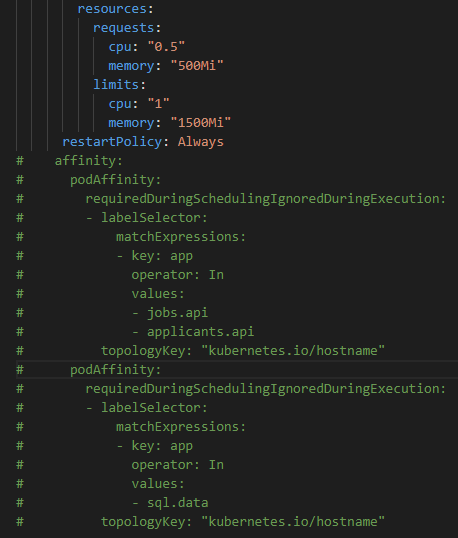 resources:
          requests:
            cpu: "0.5"
            memory: "500Mi"
          limits:
            cpu: "1"
            memory: "1500Mi"
      restartPolicy: Always
#    affinity:
#      podAffinity:
#        requiredDuringSchedulingIgnoredDuringExecution:
#        - labelSelector:
#            matchExpressions:
#            - key: app
#              operator: In
#              values:
#              - jobs.api
#              - applicants.api
#          topologyKey: "kubernetes.io/hostname"
#      podAffinity:
#        requiredDuringSchedulingIgnoredDuringExecution:
#        - labelSelector:
#            matchExpressions:
#            - key: app
#              operator: In
#              values:
#              - sql.data
#          topologyKey: "kubernetes.io/hostname"